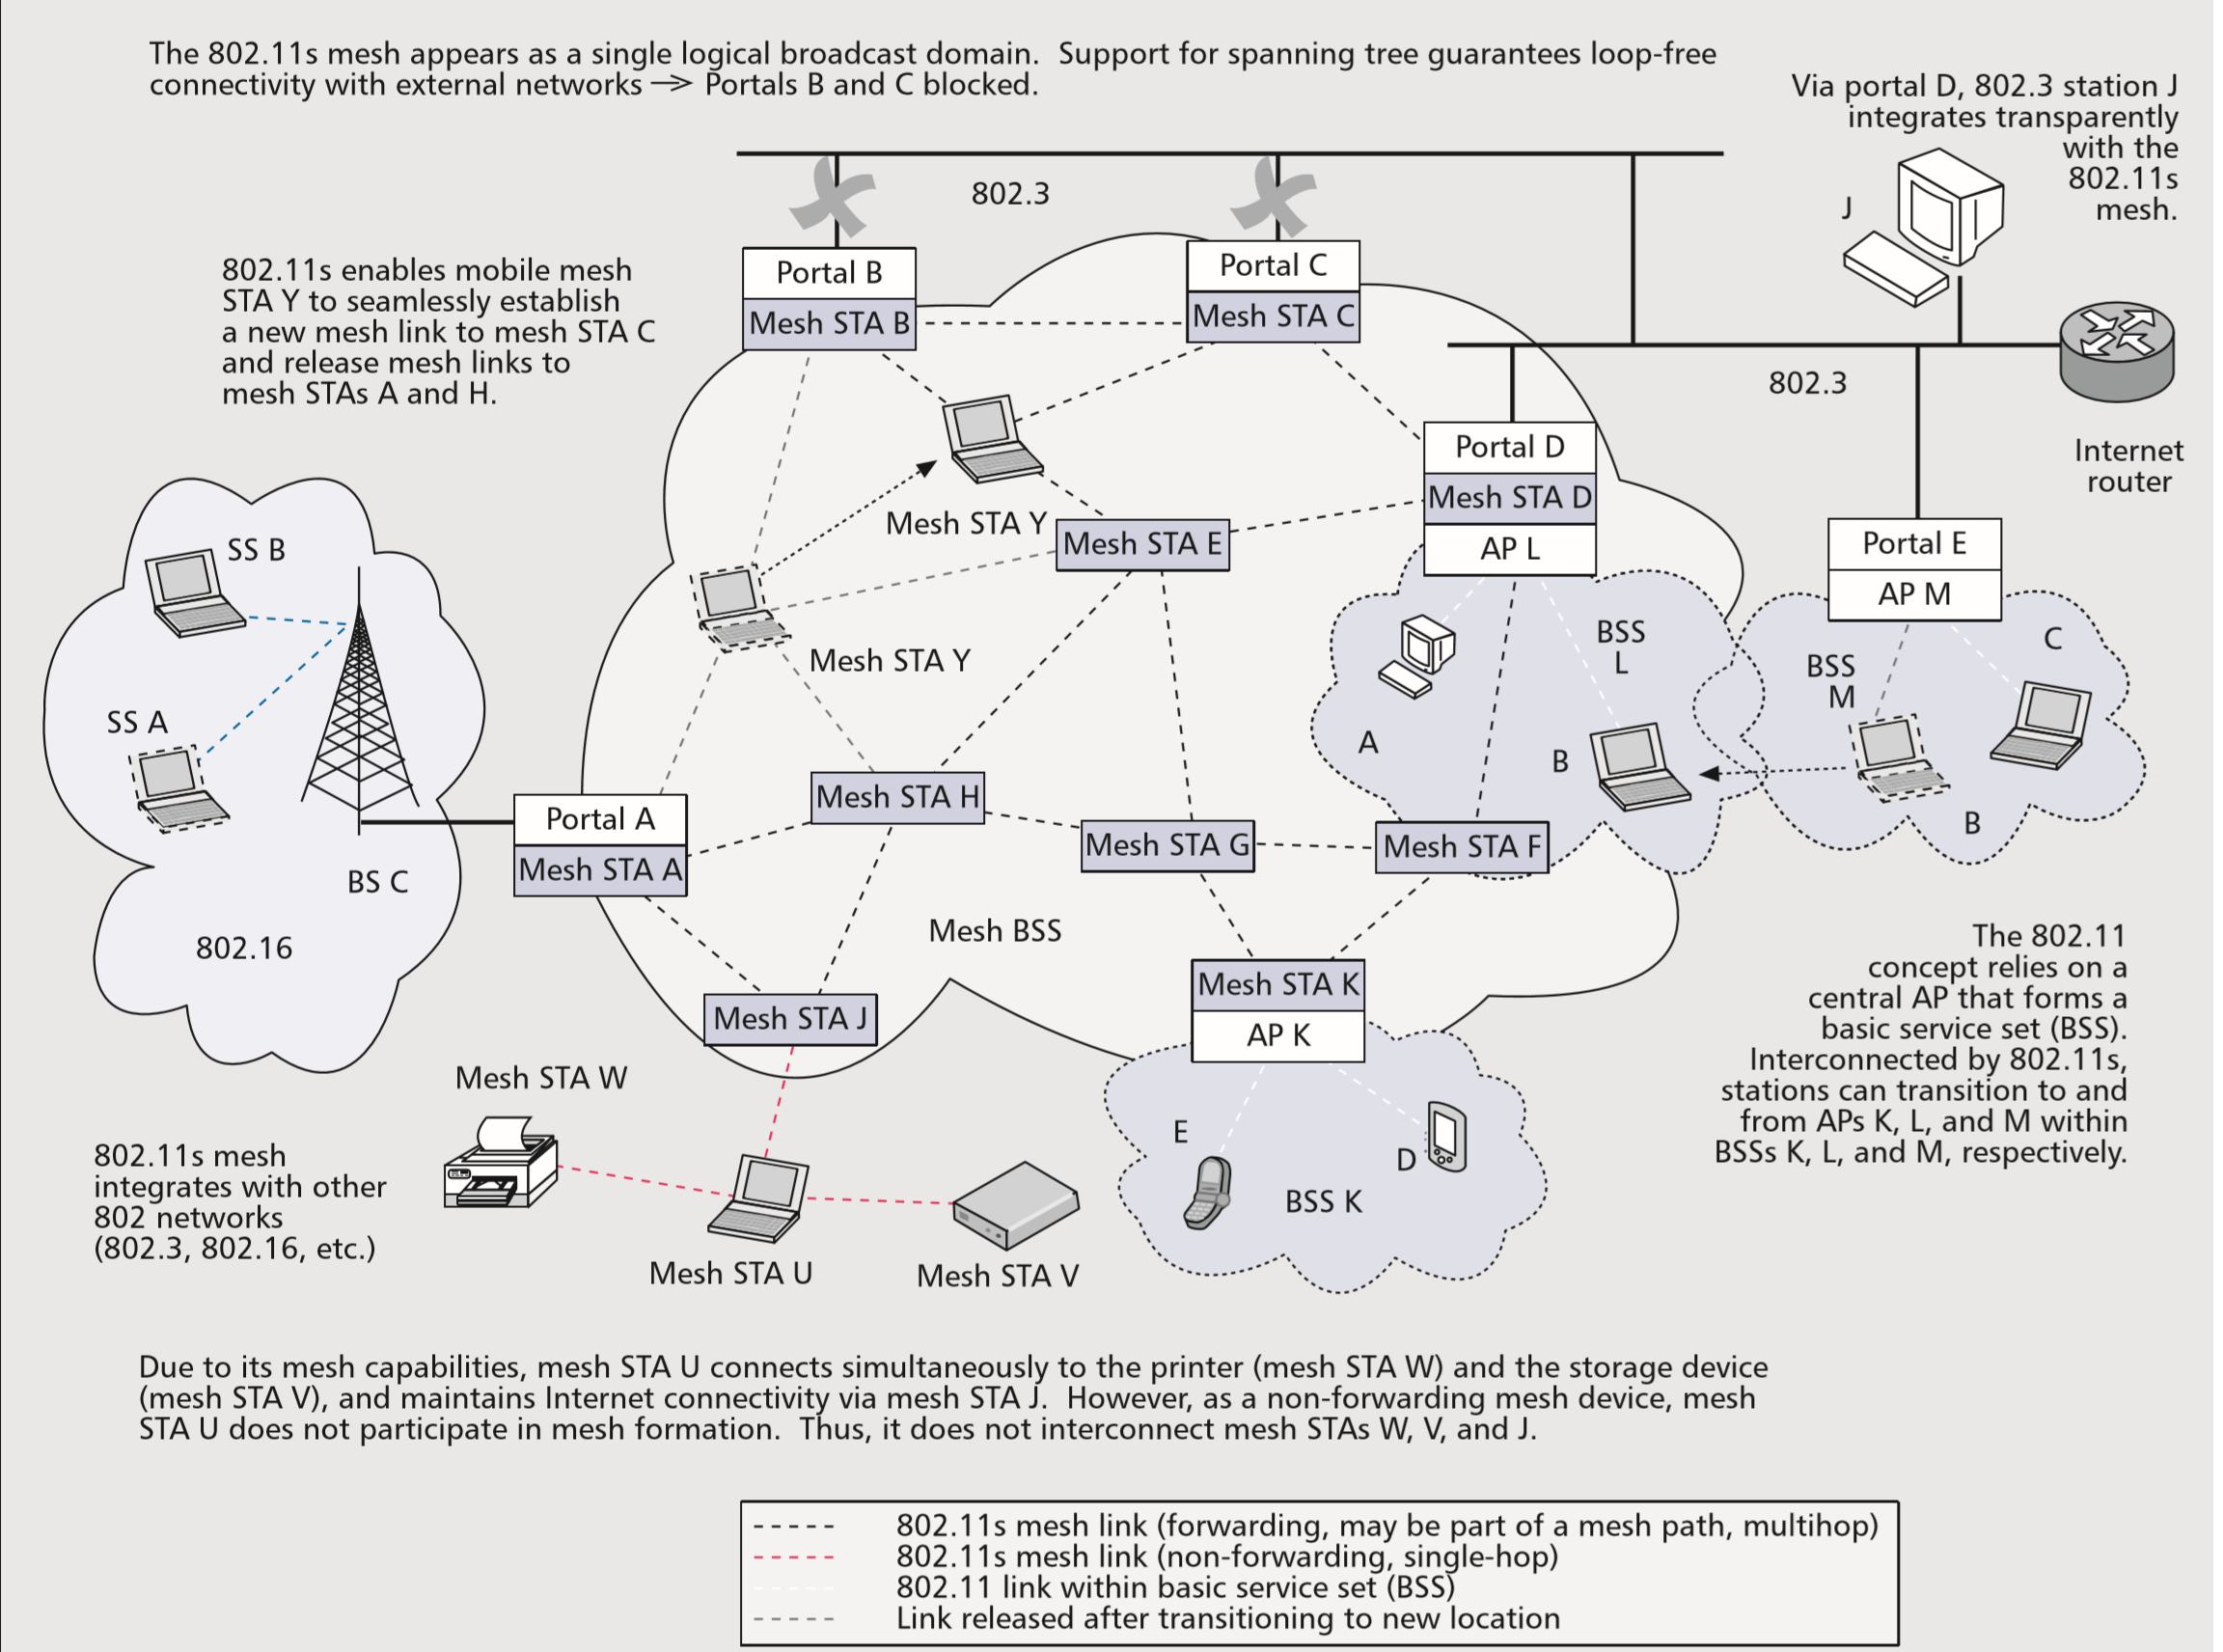 The 802.11s mesh appears as a single logical broadcast domain. Support for spanning tree guarantees loop-free
connectivity with external networks –> Portals B and C blocked.
Via portal D, 802.3 station J
integrates transparently
with the
802.11s
mesh.
802.3
J
802.11s enables mobile mesh
STA Y to seamlessly establish
a new mesh link to mesh STA C
and release mesh links to
mesh STAs A and H.
Portal B
Mesh STA B
Portal C
Mesh STA C
802.3
Internet
router
Portal D
Mesh STA D
AP L
Mesh STA Y
Mesh STA E
Portal E
AP M
SS B
SS A
BS C
802.16
Mesh STA Y
BSS
L
A
B
BSS
M
C
B
Portal A
Mesh STA A
Mesh STA H
Mesh STA G
Mesh STA F
Mesh BSS
Mesh STA J
Mesh STA K
AP K
The 802.11
concept relies on a
central AP that forms a
basic service set (BSS).
Interconnected by 802.11s,
stations can transition to and
from APs K, L, and M within
BSSs K, L, and M, respectively.
Mesh STA W
802.11s mesh
integrates with other
802 networks
(802.3, 802.16, etc.)
E
D
BSS K
Mesh STA U
Mesh STA V
Due to its mesh capabilities, mesh STA U connects simultaneously to the printer (mesh STA W) and the storage device
(mesh STA V), and maintains Internet connectivity via mesh STA J. However, as a non-forwarding mesh device, mesh
STA U does not participate in mesh formation. Thus, it does not interconnect mesh STAs W, V, and J.
802.11s mesh link (forwarding, may be part of a mesh path, multihop)
802.11s mesh link (non-forwarding, single-hop)
802.11 link within basic service set (BSS)
Link released after transitioning to new location